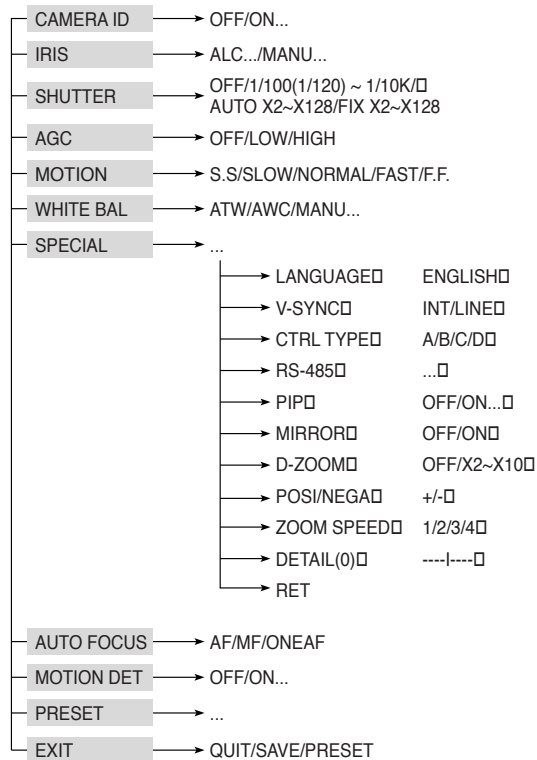 CAMERA ID OFF/ON...
IRIS ALC.../MANU...
SHUTTER OFF/1/100(1/120) ~ 1/10K/□
AUTO X2~X128/FIX X2~X128
AGC OFF/LOW/HIGH
MOTION S.S/SLOW/NORMAL/FAST/F.F.
WHITE BAL ATW/AWC/MANU...
SPECIAL ...
LANGUAGE□ ENGLISH□
V-SYNC□ INT/LINE□
CTRL TYPE□ A/B/C/D□
RS-485□ ...□
PIP□ OFF/ON...□
MIRROR□ OFF/ON□
D-ZOOM□ OFF/X2~X10□
POSI/NEGA□ +/-□
ZOOM SPEED□ 1/2/3/4□
DETAIL(0)□ ----I----□
RET
AUTO FOCUS AF/MF/ONEAF
MOTION DET OFF/ON...
PRESET ...
EXIT QUIT/SAVE/PRESET